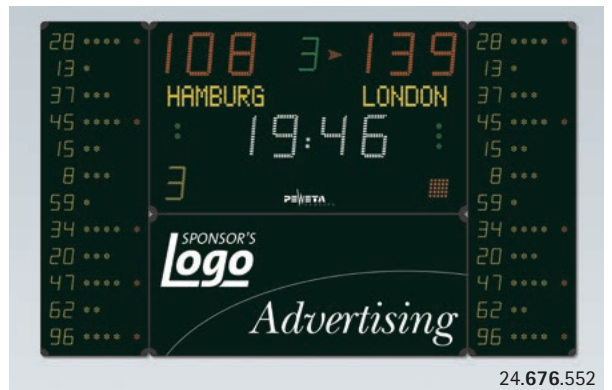 28 108 3 139 28
13 13
37 HAMBURG LONDON 37
45 19:46 45
15 15
8 3 8
59 PEWETA 59
34 34
20 SPONSOR'S 20
47 Logo 47
62 62
96 Advertising 96
24.676.552